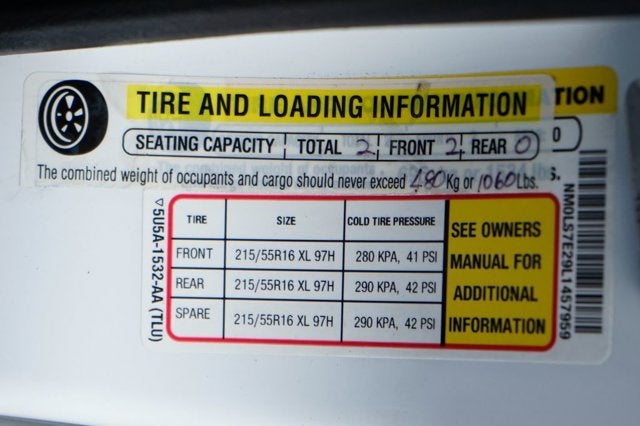 TIRE AND LOADING INFORMATION TION
SEATING CAPACITY TOTAL 2 FRONT 2 REAR 0 0
The combined weight of occupants and cargo should never exceed 480 Kg or 1060 Lbs. s.
TIRE SIZE COLD TIRE PRESSURE
FRONT 215/55R16 XL 97H 280 KPA, 41 PSI
REAR 215/55R16 XL 97H 290 KPA, 42 PSI
SPARE 215/55R16 XL 97H 290 KPA, 42 PSI
SEE OWNERS
MANUAL FOR
ADDITIONAL
INFORMATION
5U5A-1532-AA (TLU)
NM0LS7E29L1457959